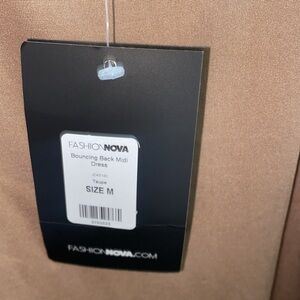 FASHIONNOVA
Bouncing Back Midi
Dress
Taupe
SIZE M
FASHIONNOVA.COM